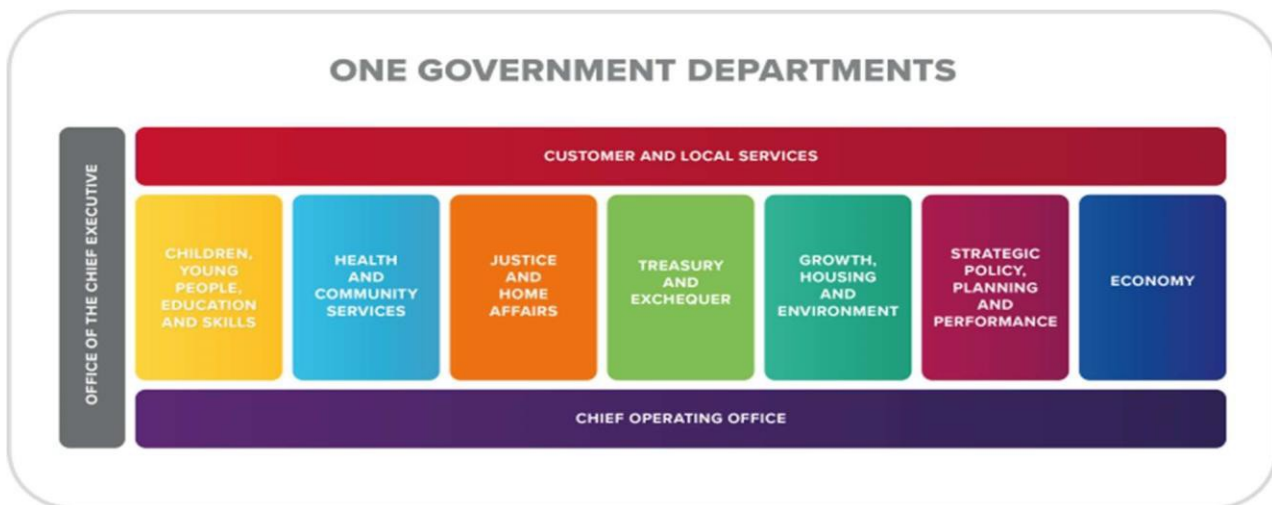 ONE GOVERNMENT DEPARTMENTS
OFFICE OF THE CHIEF EXECUTIVE
CUSTOMER AND LOCAL SERVICES
CHILDREN,
YOUNG
PEOPLE,
EDUCATION
AND SKILLS
HEALTH
AND
COMMUNITY
SERVICES
JUSTICE
AND
HOME
AFFAIRS
TREASURY
AND
EXCHEQUER
GROWTH,
HOUSING
AND
ENVIRONMENT
STRATEGIC
POLICY,
PLANNING
AND
PERFORMANCE
ECONOMY
CHIEF OPERATING OFFICE